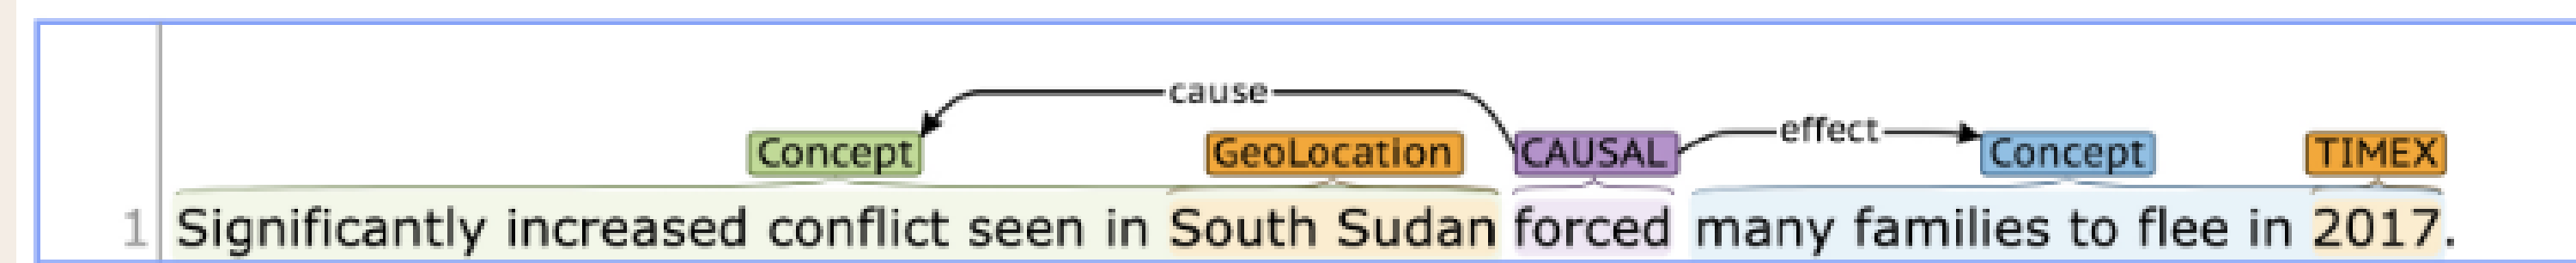 cause
effect
Concept GeoLocation CAUSAL Concept TIMEX
1 Significantly increased conflict seen in South Sudan forced many families to flee in 2017.